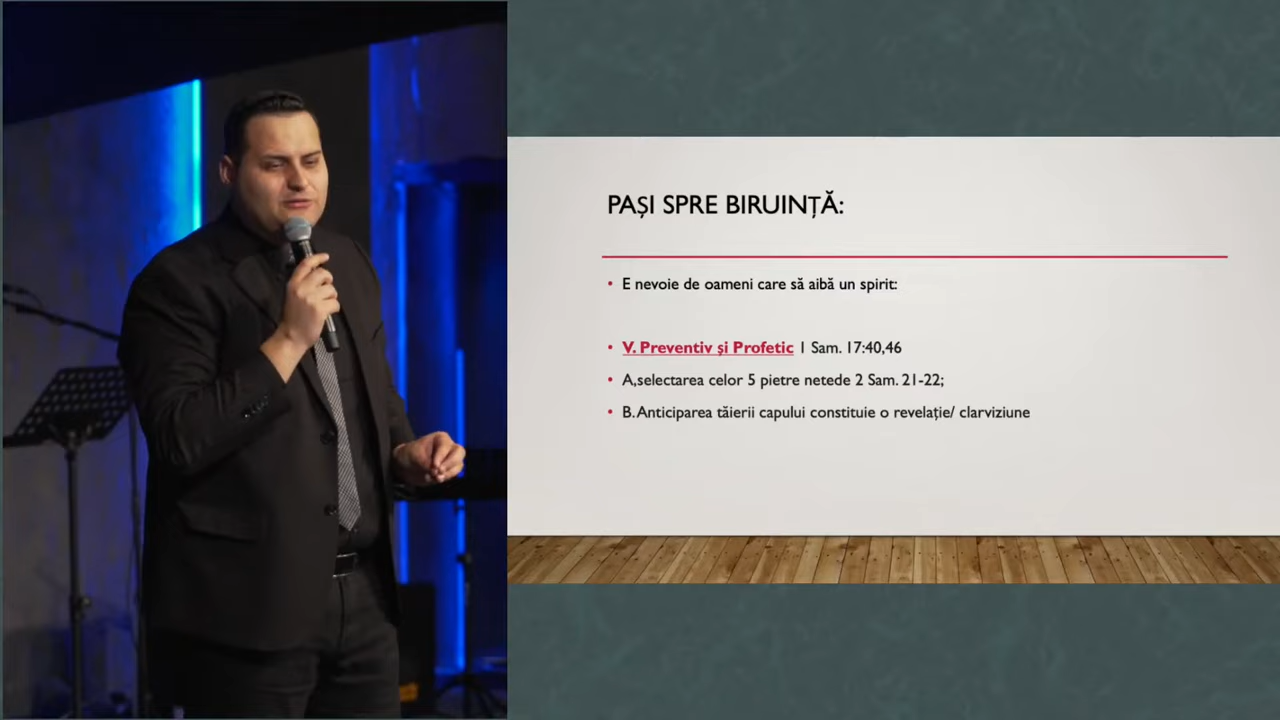 PAȘI SPRE BIRUINȚĂ:
• E nevoie de oameni care să aibă un spirit:
• V. Preventiv și Profetic 1 Sam. 17:40,46
• A,selectarea celor 5 pietre netede 2 Sam. 21-22;
• B. Anticiparea tăierii capului constituie o revelație/ clarviziune